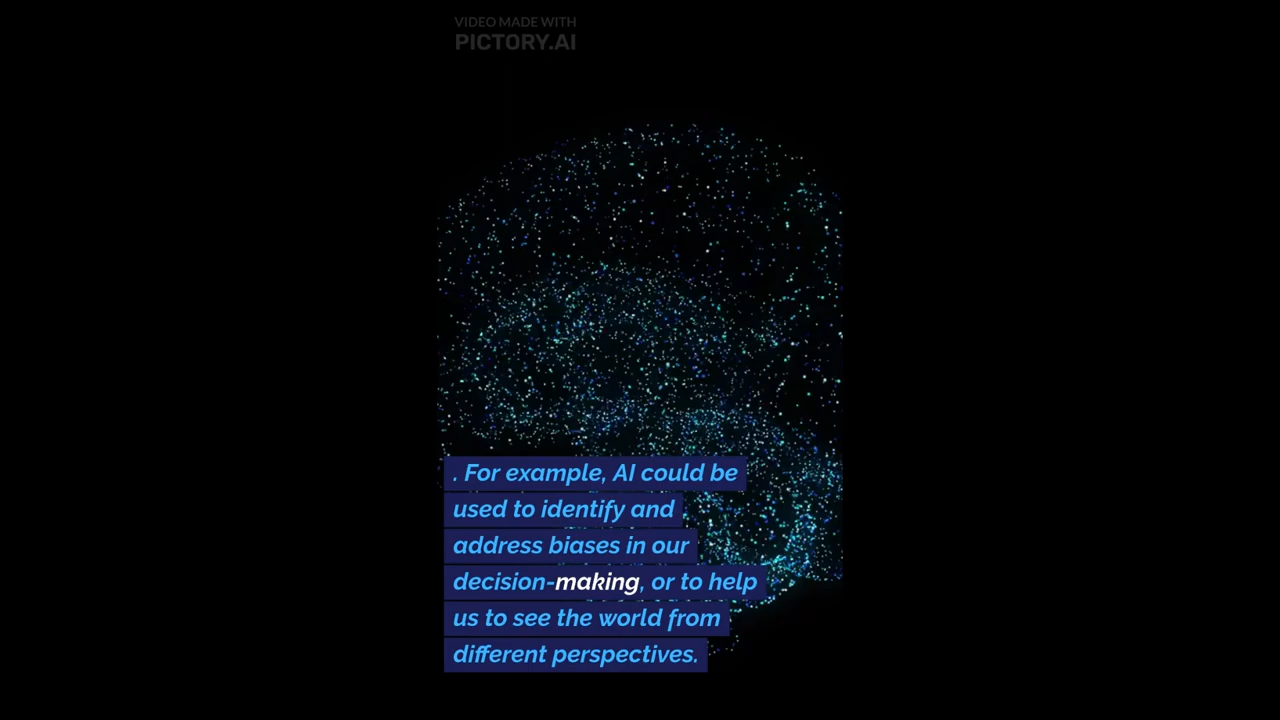 VIDEO MADE WITH
PICTORY.AI
. For example, AI could be
used to identify and
address biases in our
decision-making, or to help
us to see the world from
different perspectives.